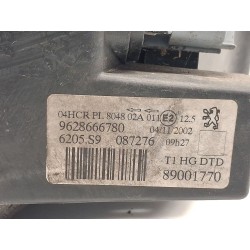 04HCR PL 8048 02A 011 E2 12.5
9628666780 04/11/2002
6205.S9 087276 09h27
T1 HG DTD
89001770